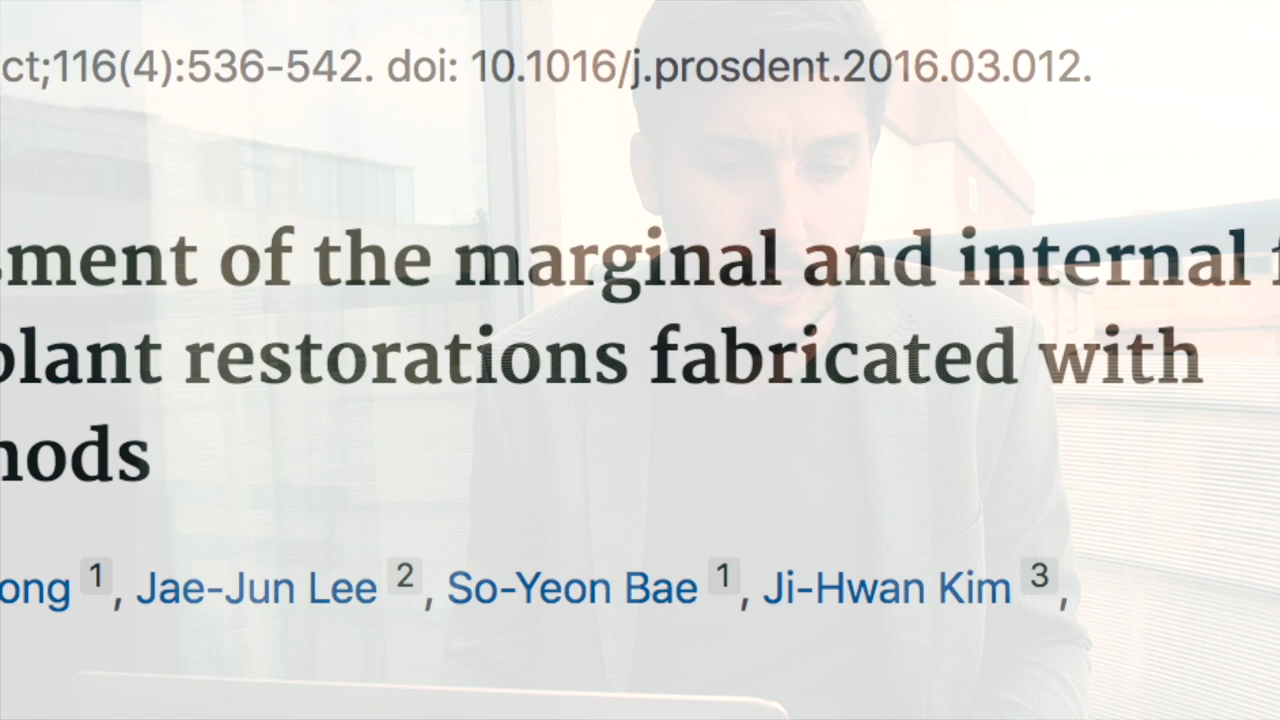 ct;116(4):536-542. doi: 10.1016/j.prosdent.2016.03.012.
sment of the marginal and internal f
plant restorations fabricated with
hods
ong 1, Jae-Jun Lee 2, So-Yeon Bae 1, Ji-Hwan Kim 3,